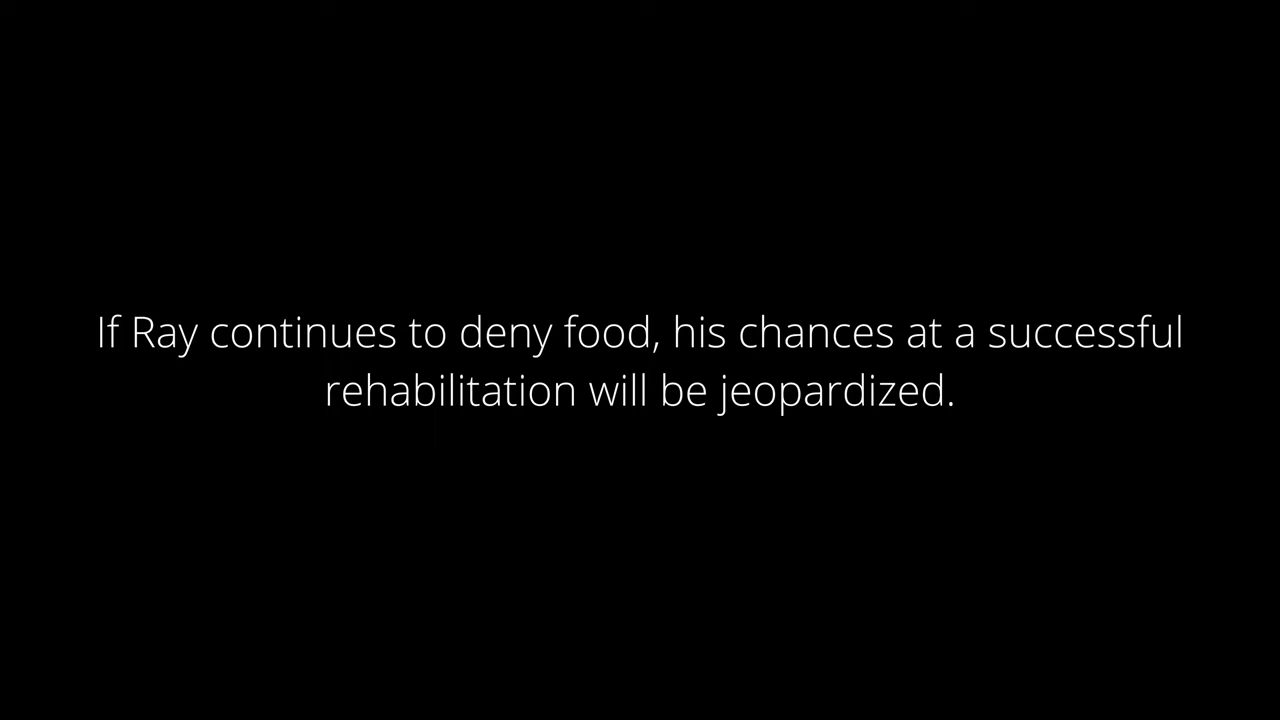 If Ray continues to deny food, his chances at a successful
rehabilitation will be jeopardized.